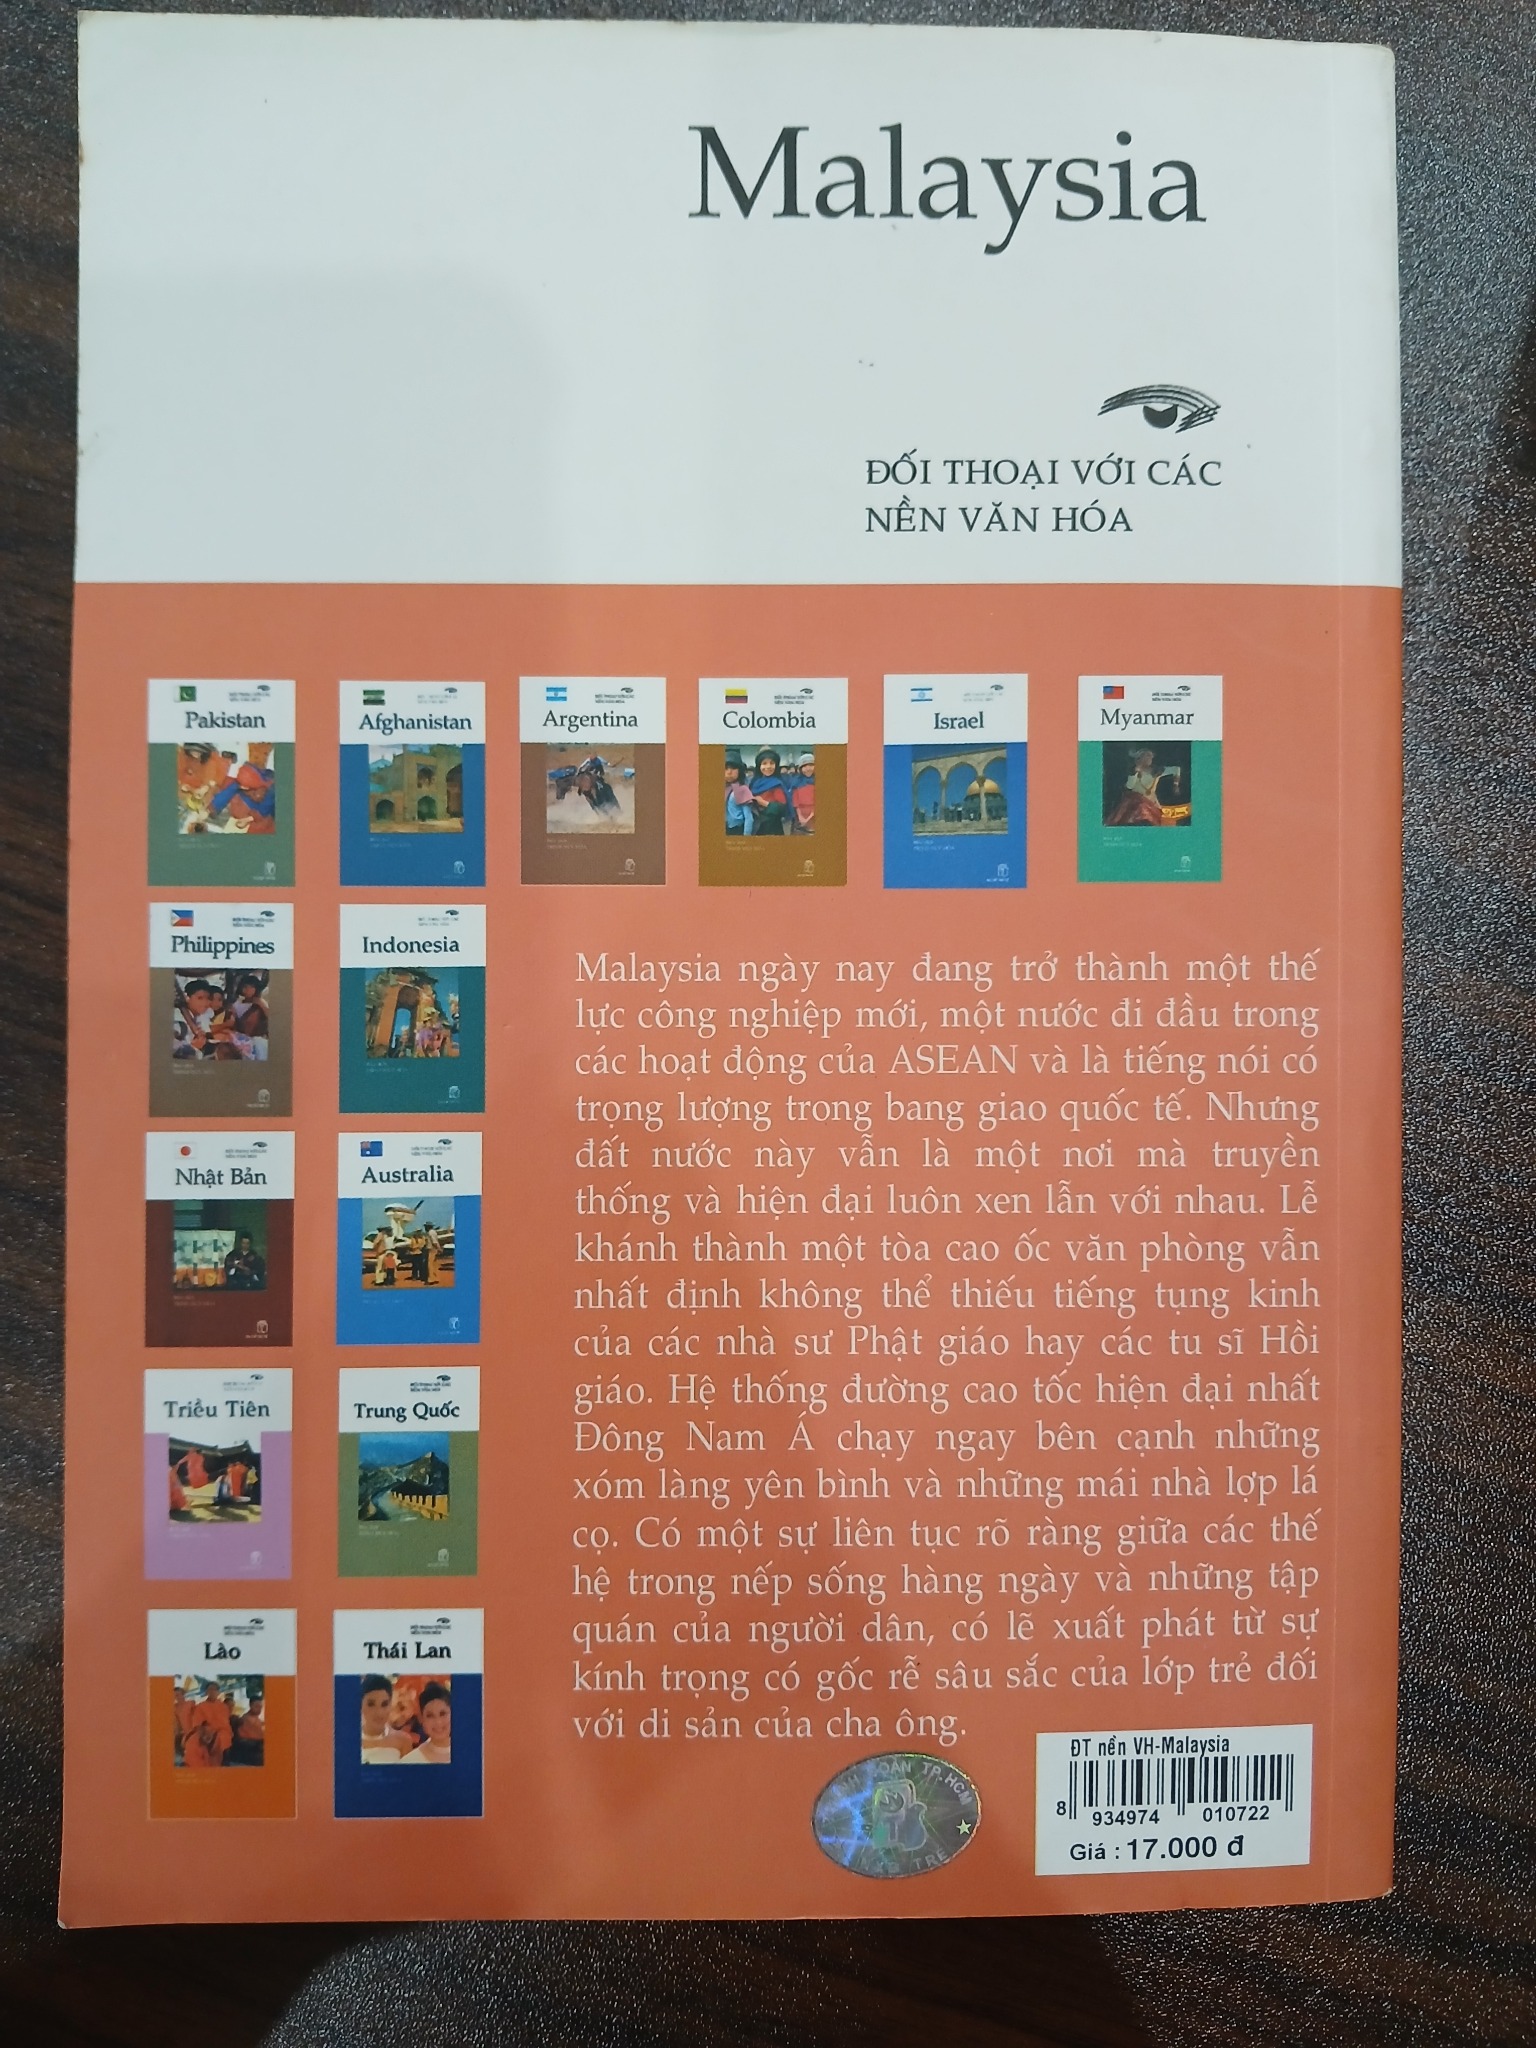 Malaysia
ĐỐI THOẠI VỚI CÁC
NỀN VĂN HÓA
Pakistan
Afghanistan
Argentina
Colombia
Israel
Myanmar
Philippines
Indonesia
Nhật Bản
Australia
Triều Tiên
Trung Quốc
Lào
Thái Lan
Malaysia ngày nay đang trở thành một thế
lực công nghiệp mới, một nước đi đầu trong
các hoạt động của ASEAN và là tiếng nói có
trọng lượng trong bang giao quốc tế. Nhưng
đất nước này vẫn là một nơi mà truyền
thống và hiện đại luôn xen lẫn với nhau. Lễ
khánh thành một tòa cao ốc văn phòng vẫn
nhất định không thể thiếu tiếng tụng kinh
của các nhà sư Phật giáo hay các tu sĩ Hồi
giáo. Hệ thống đường cao tốc hiện đại nhất
Đông Nam Á chạy ngay bên cạnh những
xóm làng yên bình và những mái nhà lợp lá
cọ. Có một sự liên tục rõ ràng giữa các thế
hệ trong nếp sống hàng ngày và những tập
quán của người dân, có lẽ xuất phát từ sự
kính trọng có gốc rễ sâu sắc của lớp trẻ đối
với di sản của cha ông.
ĐOÀN TP.HCM
TRẺ
ĐT nền VH-Malaysia
8 934974 010722
Giá : 17.000 đ